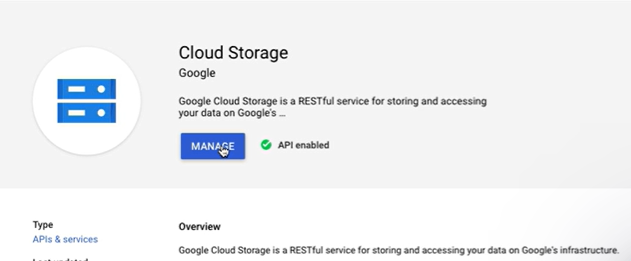 Cloud Storage
Google
Google Cloud Storage is a RESTful service for storing and accessing
your data on Google's ...
MANAGE
API enabled
Type
Overview
APIs & services
Google Cloud Storage is a RESTful service for storing and accessing your data on Google's infrastructure.
Last updated